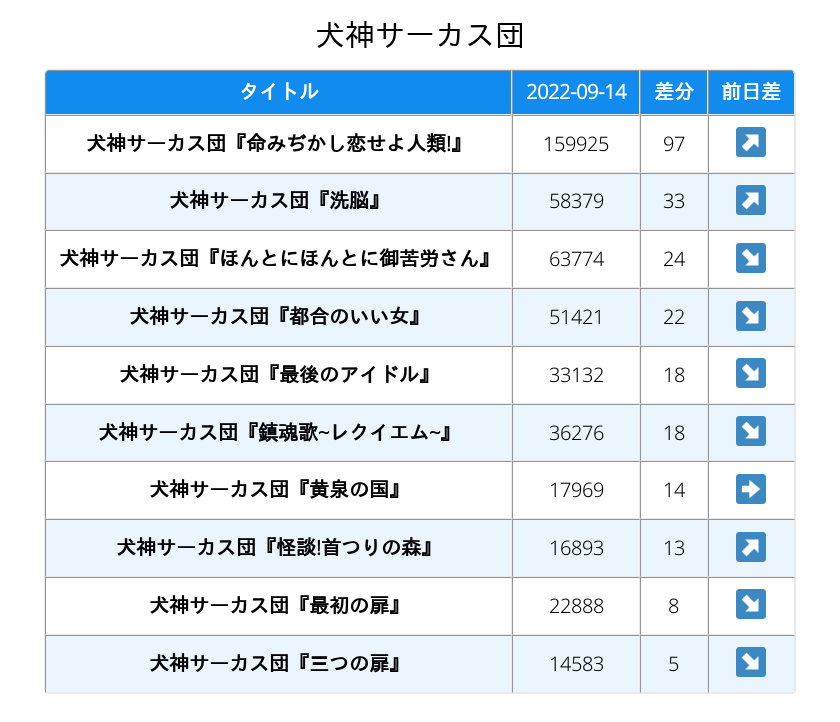 犬神サーカス団
タイトル 2022-09-14 差分 前日差
犬神サーカス団『命みぢかし恋せよ人類!』 159925 97 ↗
犬神サーカス団『洗脳』 58379 33 ↗
犬神サーカス団『ほんとにほんとに御苦労さん』 63774 24 ↘
犬神サーカス団『都合のいい女』 51421 22 ↘
犬神サーカス団『最後のアイドル』 33132 18 ↘
犬神サーカス団『鎮魂歌~レクイエム~』 36276 18 ↘
犬神サーカス団『黄泉の国』 17969 14 ➡
犬神サーカス団『怪談!首つりの森』 16893 13 ↗
犬神サーカス団『最初の扉』 22888 8 ↘
犬神サーカス団『三つの扉』 14583 5 ↘